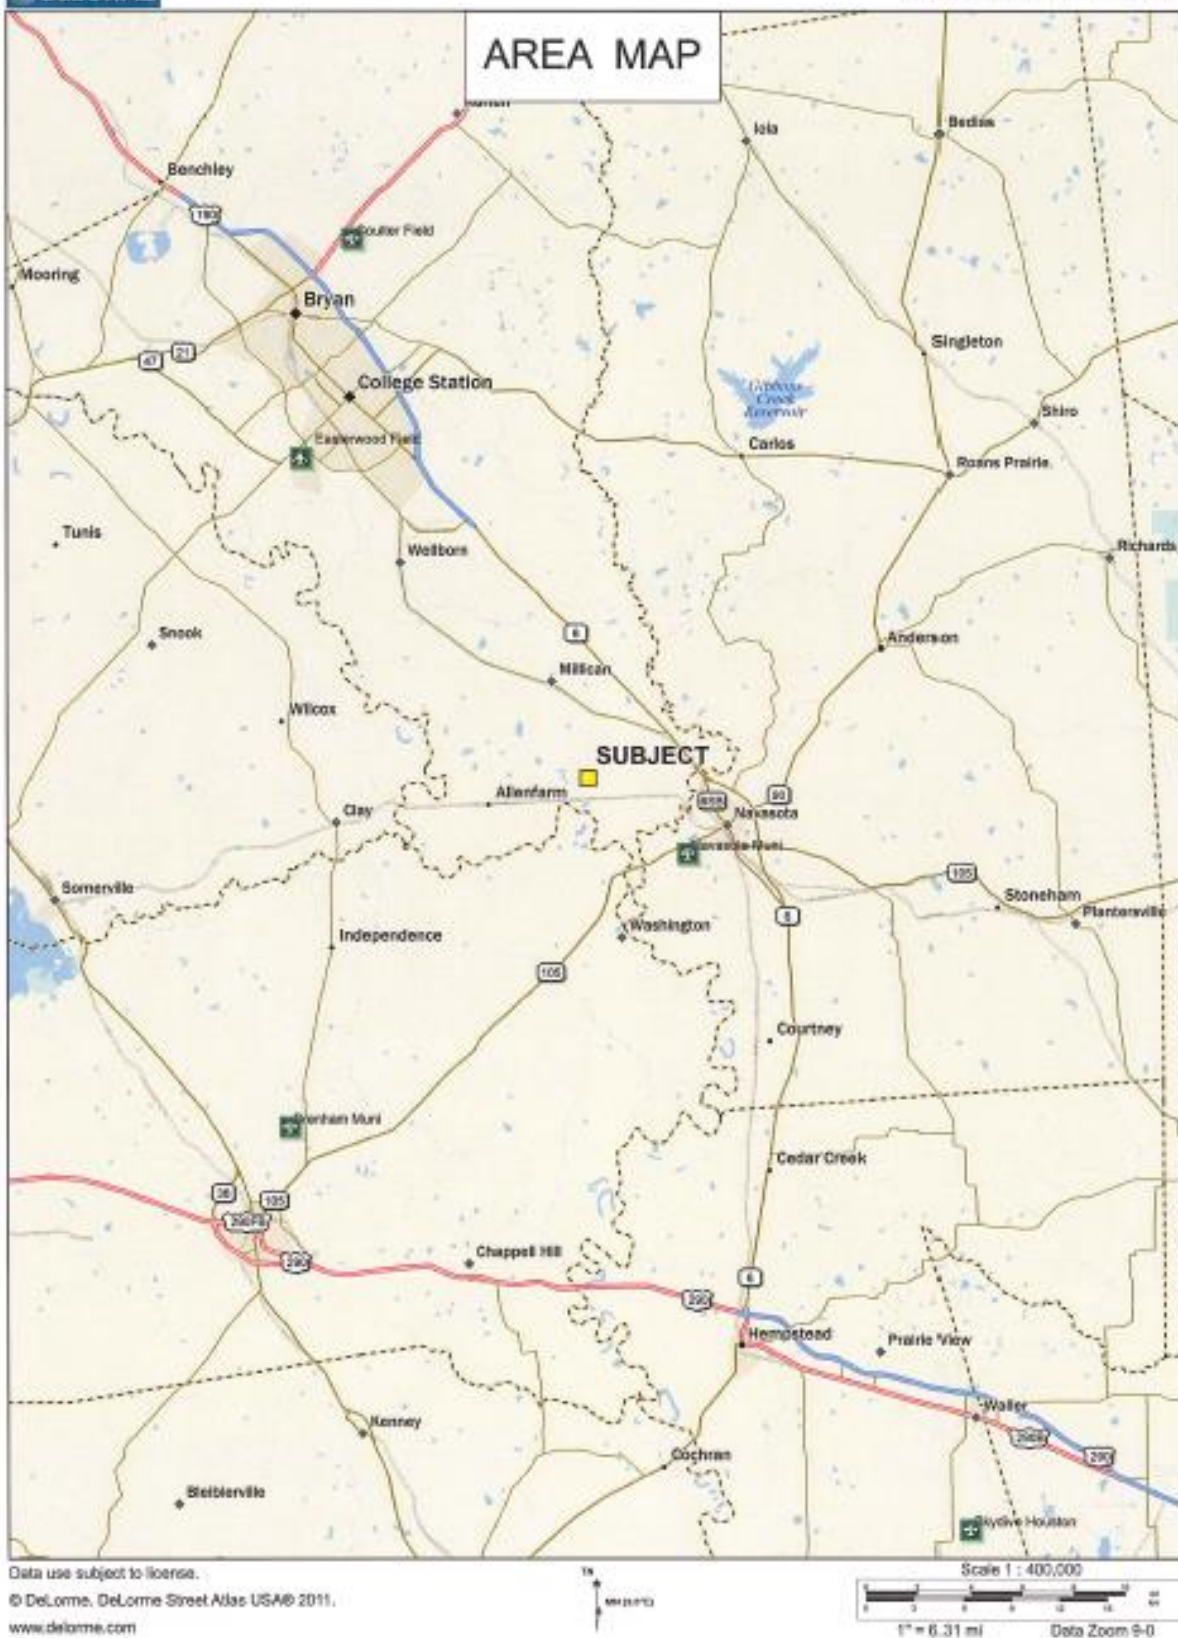 AREA MAP
Iola
Bedias
Benchley
190
Coulter Field
Mooring
Bryan
Singleton
21
47
College Station
Gibbons
Creek
Reservoir
Shiro
Easterwood Field
Carlos
Roans Prairie
Tunis
Wellborn
Richards
Snook
6
Anderson
Millican
Wilcox
SUBJECT
Allenfarm
90
Clay
Navasota
Navasota Muni
105
Somerville
Stoneham
Plantersville
6
Washington
Independence
105
Courtney
Brenham Muni
Cedar Creek
36
105
290
Chappell Hill
6
290
Hempstead
Prairie View
Waller
Kenney
290
Cochran
Bleiblerville
Skydive Houston
Data use subject to license.
© DeLorme. DeLorme Street Atlas USA® 2011.
www.delorme.com
TN
Scale 1 : 400,000
1" = 6.31 mi
Data Zoom 9-0